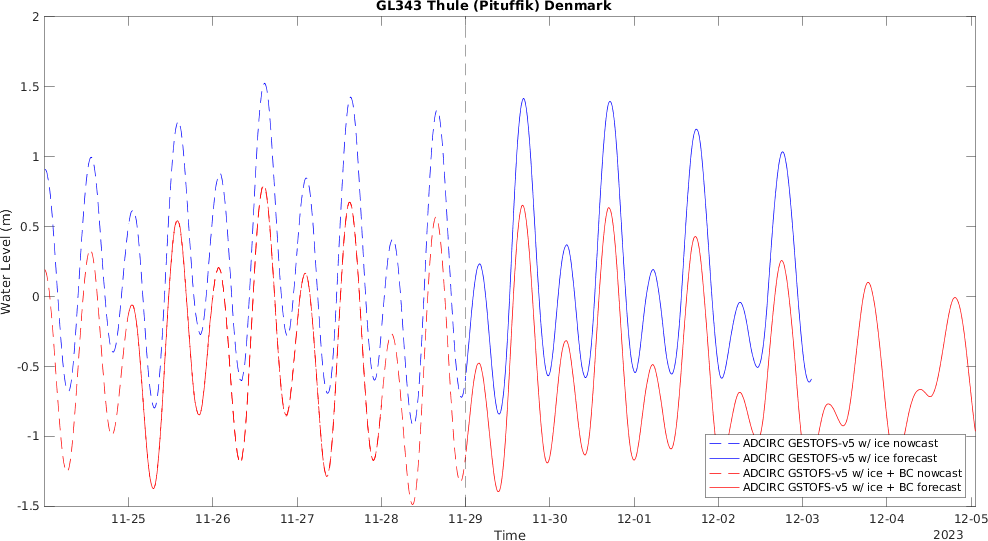 GL343 Thule (Pituffik) Denmark
2
1.5
1
0.5
0
-0.5
-1
-1.5
Water Level (m)
ADCIRC GESTOFS-v5 w/ ice nowcast
ADCIRC GESTOFS-v5 w/ ice forecast
ADCIRC GSTOFS-v5 w/ ice + BC nowcast
ADCIRC GSTOFS-v5 w/ ice + BC forecast
11-25 11-26 11-27 11-28 11-29 11-30 12-01 12-02 12-03 12-04 12-05
Time
2023